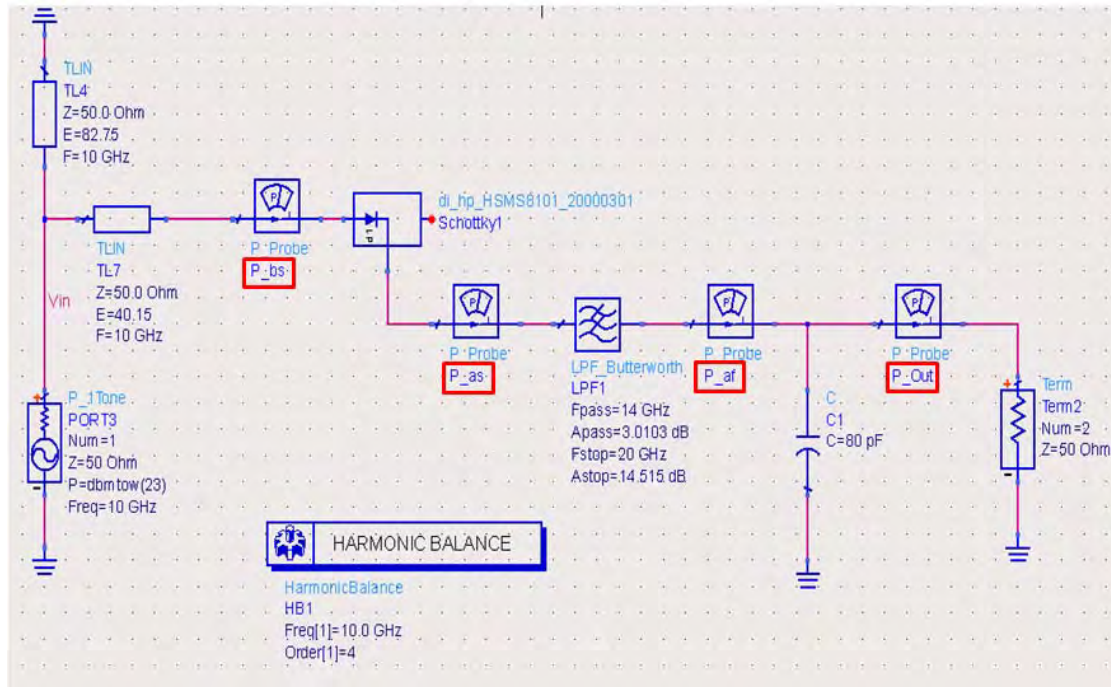 TLIN
TL4
Z=50.0 Ohm
E=82.75
F=10 GHz
TLIN
TL7
Z=50.0 Ohm
E=40.15
F=10 GHz
Vin
P_1Tone
PORT3
Num=1
Z=50 Ohm
P=dbmtow(23)
Freq=10 GHz
P_Probe
P_bs
di_hp_HSMS8101_20000301
Schottky1
P_Probe
P_as
LPF_Butterworth
LPF1
Fpass=14 GHz
Apass=3.0103 dB
Fstop=20 GHz
Astop=14.515 dB
P_Probe
P_af
C
C1
C=80 pF
P_Probe
P_Out
Term
Term2
Num=2
Z=50 Ohm
HARMONIC BALANCE
HarmonicBalance
HB1
Freq[1]=10.0 GHz
Order[1]=4